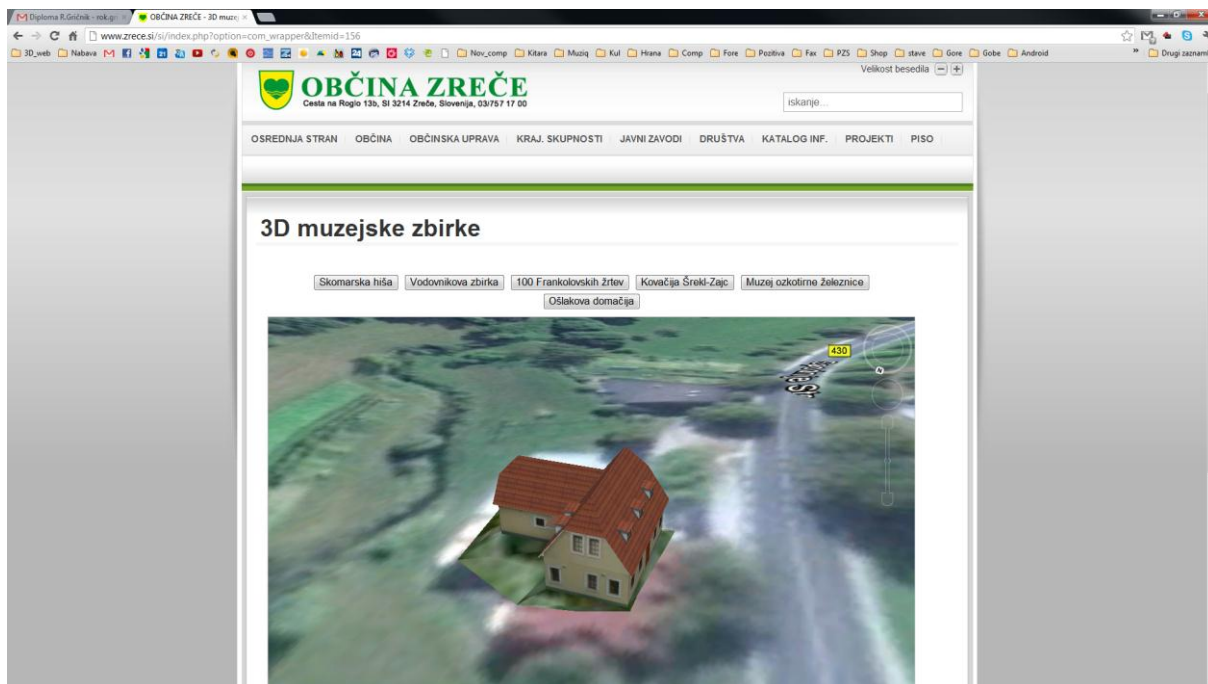 Diploma R.Gričnik - rok.gr
OBČINA ZREČE - 3D muzej
www.zrece.si/si/index.php?option=com_wrapper&Itemid=156
3D_web Nabava 21 24 Nov_comp Kitara Muziq Kul Hrana Comp Fore Pozitiva Fax PZS Shop stave Gore Gobe Android » Drugi zaznam
OBČINA ZREČE
Cesta na Roglo 13b, SI 3214 Zreče, Slovenija, 03/757 17 00
Velikost besedila
iskanje...
OSREDNJA STRAN OBČINA OBČINSKA UPRAVA KRAJ. SKUPNOSTI JAVNI ZAVODI DRUŠTVA KATALOG INF. PROJEKTI PISO
3D muzejske zbirke
Skomarska hiša Vodovnikova zbirka 100 Frankolovskih žrtev Kovačija Šrekl-Zajc Muzej ozkotirne železnice
Ošlakova domačija
430